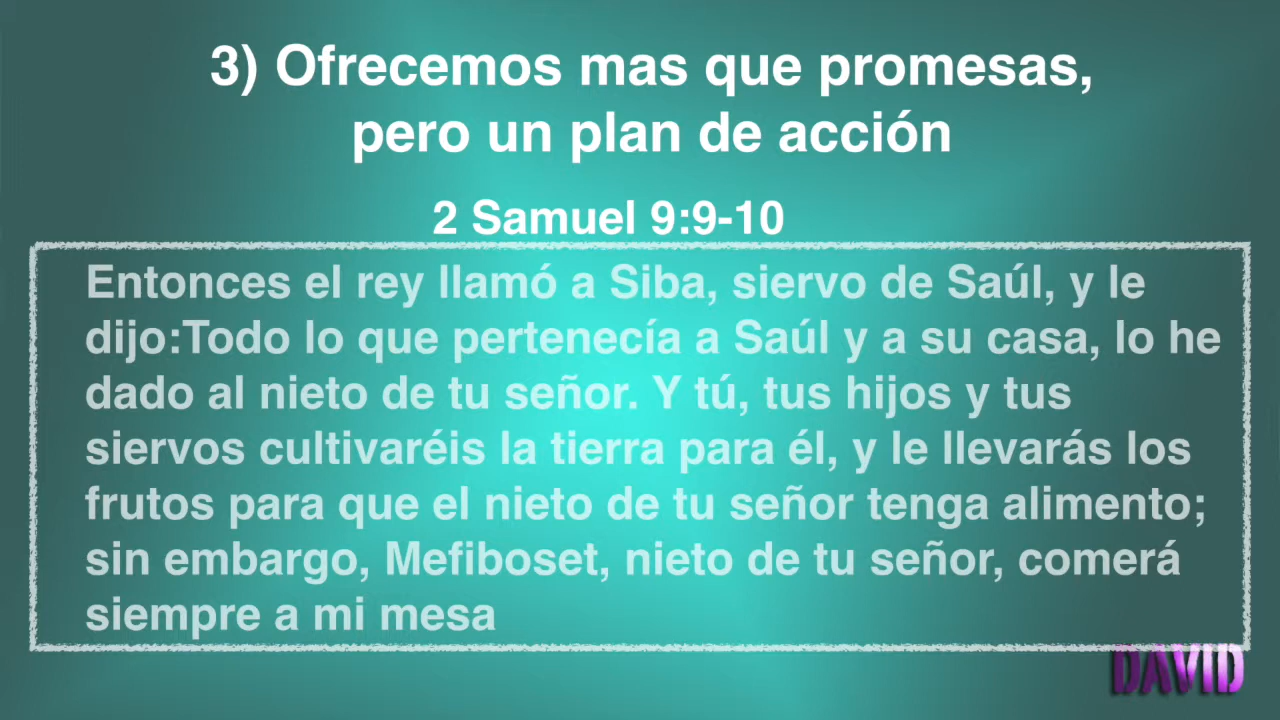 3) Ofrecemos mas que promesas,
pero un plan de acción
2 Samuel 9:9-10
Entonces el rey llamó a Siba, siervo de Saúl, y le
dijo:Todo lo que pertenecía a Saúl y a su casa, lo he
dado al nieto de tu señor. Y tú, tus hijos y tus
siervos cultivaréis la tierra para él, y le llevarás los
frutos para que el nieto de tu señor tenga alimento;
sin embargo, Mefiboset, nieto de tu señor, comerá
siempre a mi mesa
DAVID